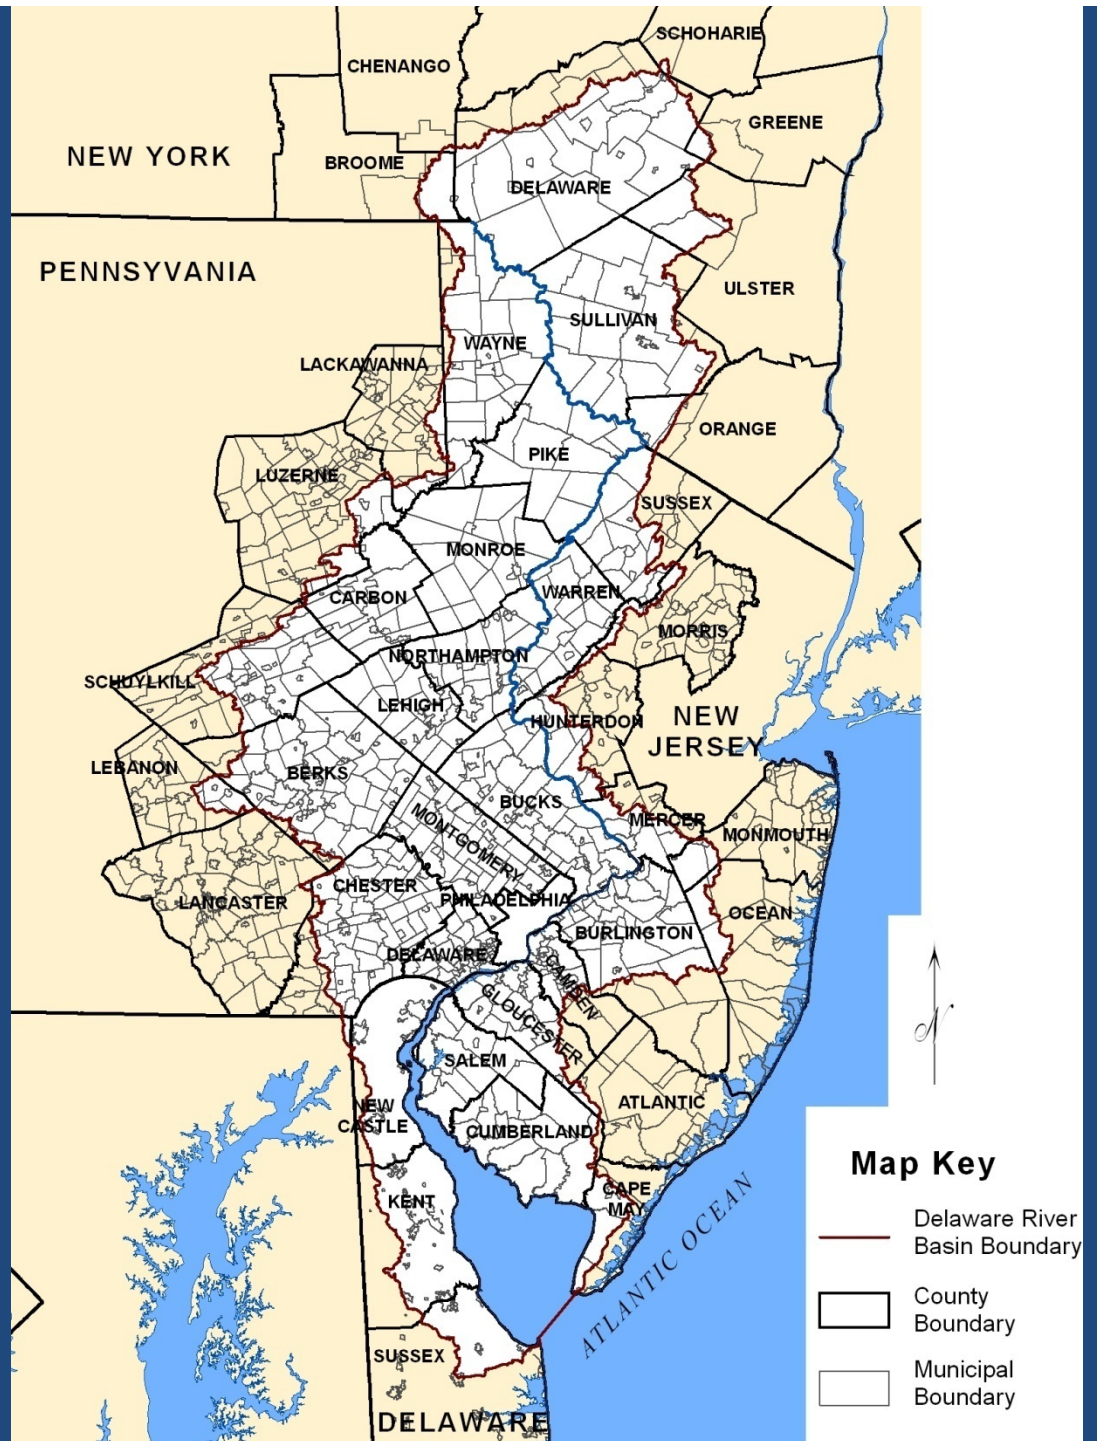 SCHOHARIE
CHENANGO
GREENE
NEW YORK
BROOME
DELAWARE
PENNSYVANIA
ULSTER
SULLIVAN
WAYNE
LACKAWANNA
ORANGE
PIKE
LUZERNE
SUSSEX
MONROE
WARREN
CARBON
MORRIS
NORTHAMPTON
SCHUYLKILL
LEHIGH
HUNTERDON
NEW
JERSEY
LEBANON
BERKS
BUCKS
MERCER
MONMOUTH
MONTGOMERY
CHESTER
PHILADELPHIA
LANCASTER
OCEAN
BURLINGTON
DELAWARE
CAMDEN
GLOUCESTER
SALEM
ATLANTIC
NEW
CASTLE
CUMBERLAND
KENT
CAPE
MAY
ATLANTIC OCEAN
SUSSEX
DELAWARE
N
Map Key
Delaware River
Basin Boundary
County
Boundary
Municipal
Boundary